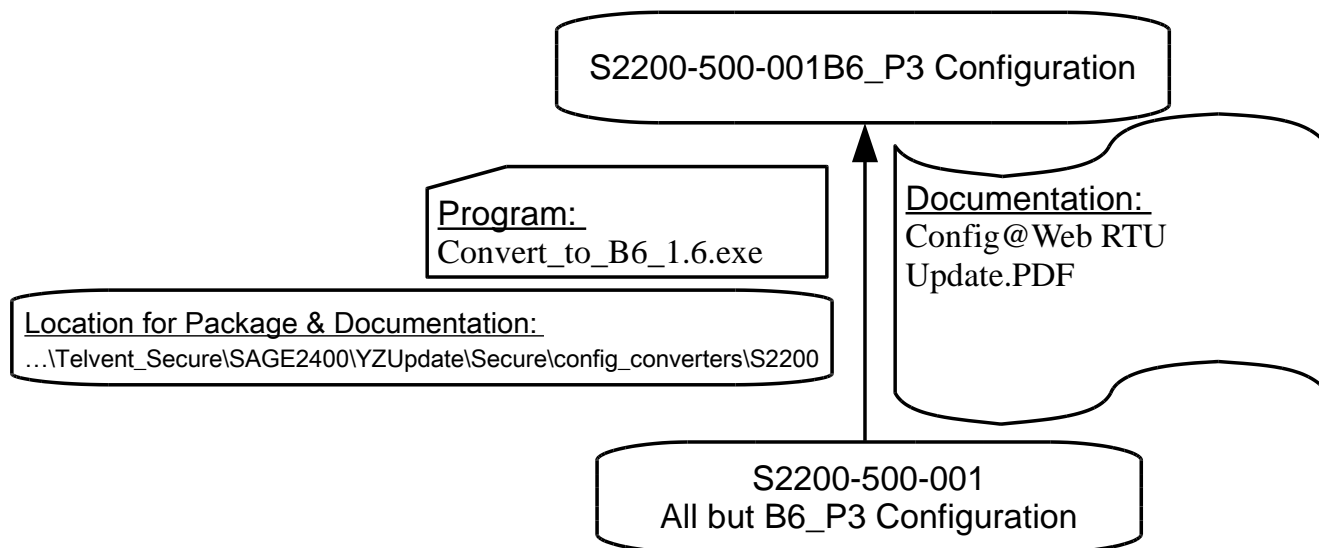 S2200-500-001B6_P3 Configuration
Program:
Convert_to_B6_1.6.exe
Documentation:
Config@Web RTU
Update.PDF
Location for Package & Documentation:
…\Telvent_Secure\SAGE2400\YZUpdate\Secure\config_converters\S2200
S2200-500-001
All but B6_P3 Configuration